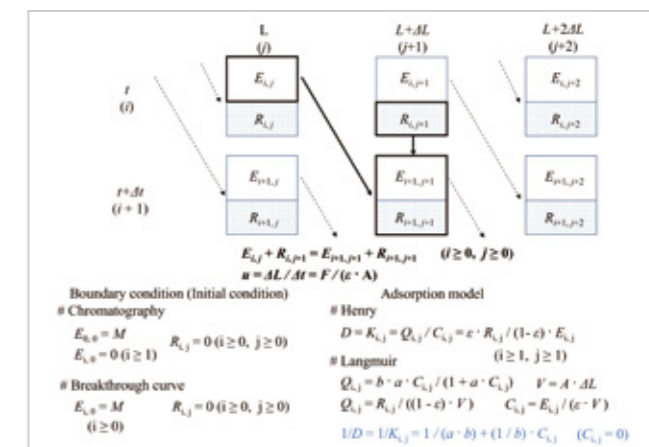 L L+ΔL L+2ΔL
(j) (j+1) (j+2)
t E_{i,j} E_{i,j+1} E_{i,j+2}
(i) R_{i,j} R_{i,j+1} R_{i,j+2}
t+Δt E_{i+1,j} E_{i+1,j+1} E_{i+1,j+2}
(i+1) R_{i+1,j} R_{i+1,j+1} R_{i+1,j+2}
E_{i,j} + R_{i,j+1} = E_{i+1,j+1} + R_{i+1,j+1} (i≥0, j≥0)
u = ΔL / Δt = F / (ε · A)
Boundary condition (Initial condition)
# Chromatography
E_{0,0} = M
E_{i,0} = 0 (i≥1)
R_{i,j} = 0 (i≥0, j≥0)
# Breakthrough curve
E_{i,0} = M
(i≥0)
R_{i,j} = 0 (i≥0, j≥0)
Adsorption model
# Henry
D = K_{i,j} = Q_{i,j} / C_{i,j} = ε · R_{i,j} / (1-ε) · E_{i,j}
(i≥1, j≥1)
# Langmuir
Q_{i,j} = b · a · C_{i,j} / (1 + a · C_{i,j}) V = A · ΔL
Q_{i,j} = R_{i,j} / ((1-ε) · V) C_{i,j} = E_{i,j} / (ε · V)
1/D = 1/K_{i,j} = 1 / (a · b) + (1 / b) · C_{i,j} (C_{i,j} = 0)